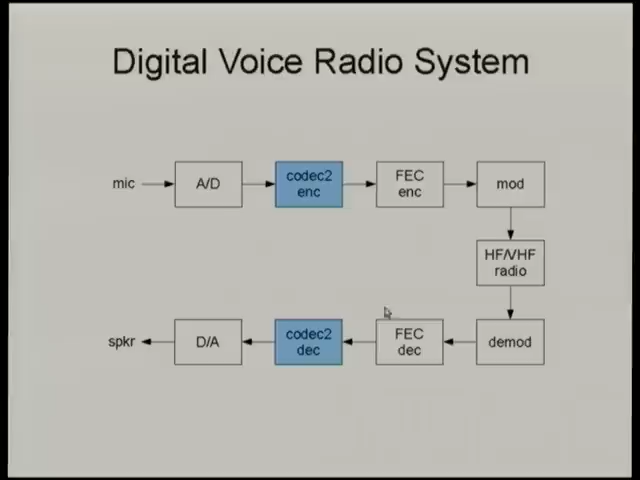 Digital Voice Radio System
mic
A/D
codec2
enc
FEC
enc
mod
HF/VHF
radio
spkr
D/A
codec2
dec
FEC
dec
demod